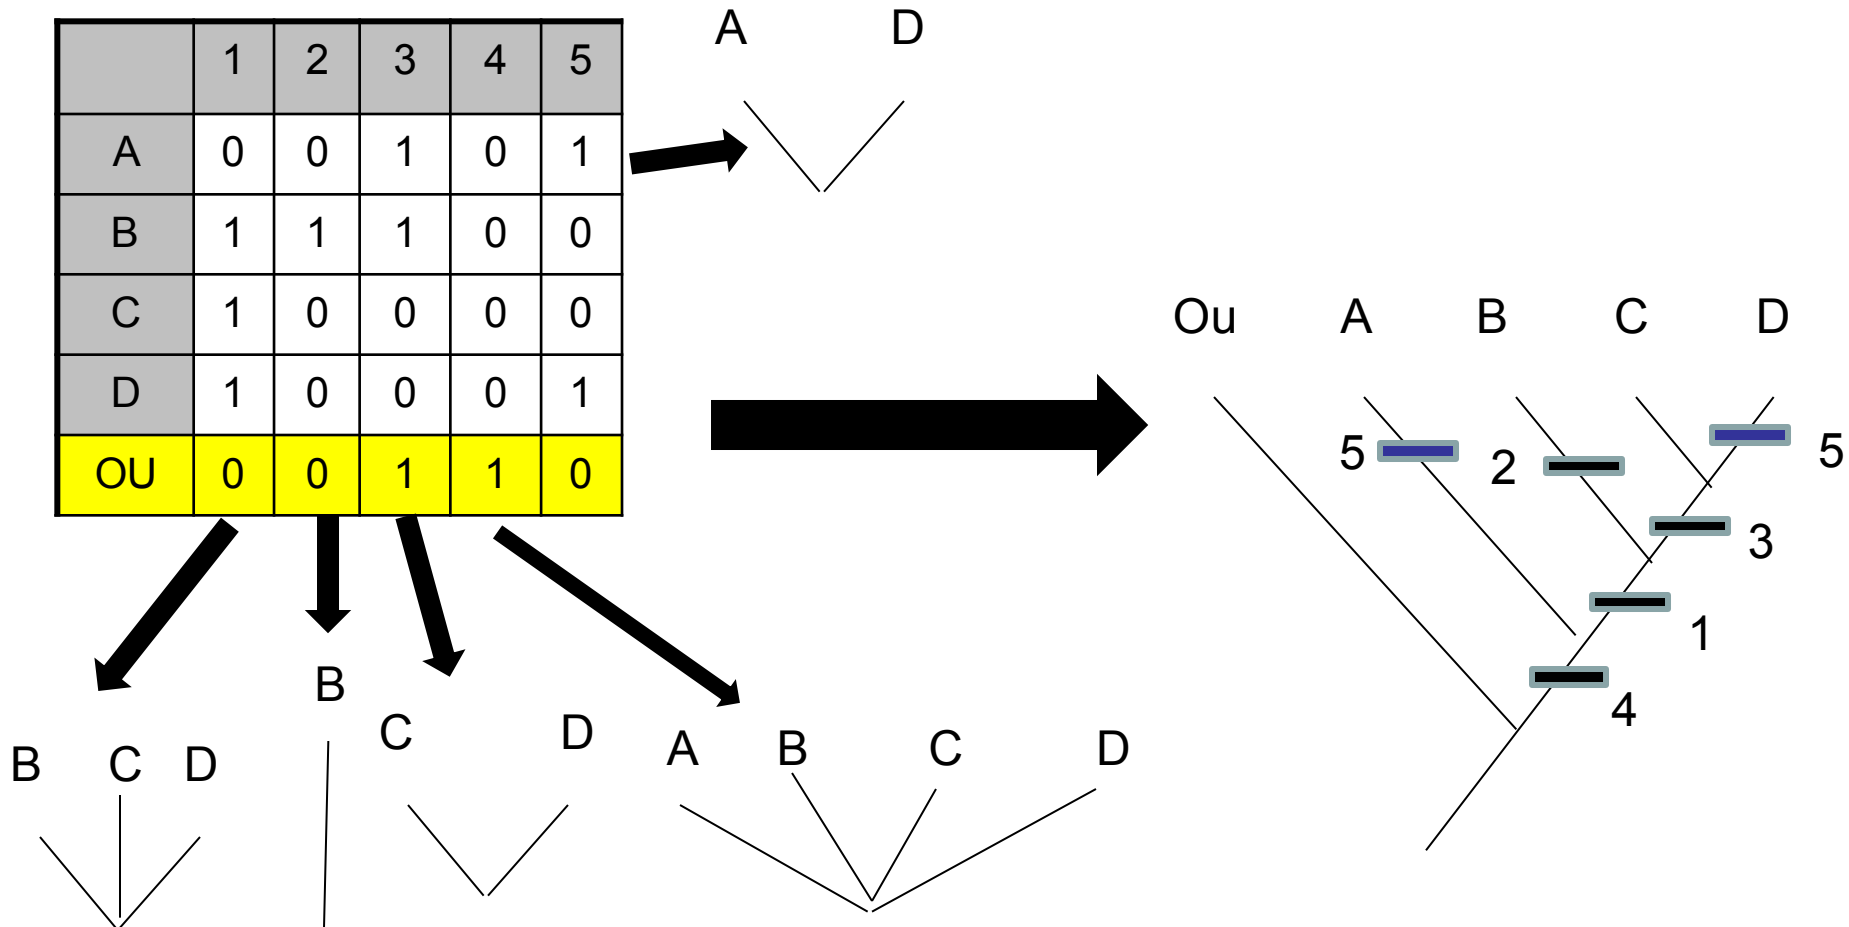 1 2 3 4 5
A 0 0 1 0 1
B 1 1 1 0 0
C 1 0 0 0 0
D 1 0 0 0 1
OU 0 0 1 1 0
A D
B C D
B
C D
A B C D
Ou A B C D
5 2 5
3
1
4